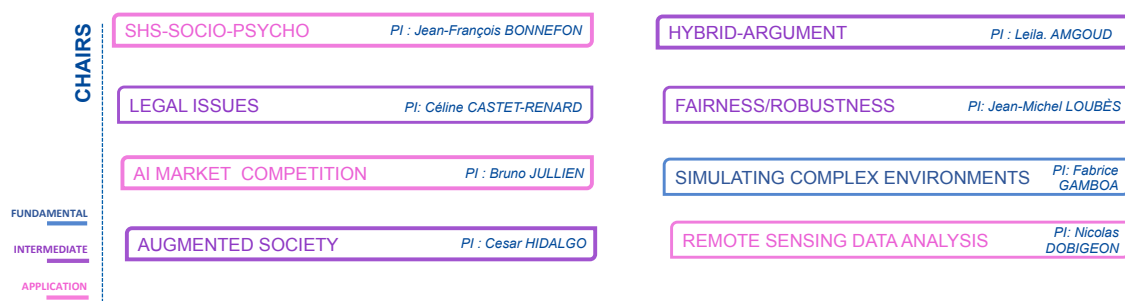 CHAIRS
SHS-SOCIO-PSYCHO PI : Jean-François BONNEFON
LEGAL ISSUES PI: Céline CASTET-RENARD
AI MARKET COMPETITION PI : Bruno JULLIEN
AUGMENTED SOCIETY PI : Cesar HIDALGO
HYBRID-ARGUMENT PI : Leila. AMGOUD
FAIRNESS/ROBUSTNESS PI: Jean-Michel LOUBÈS
SIMULATING COMPLEX ENVIRONMENTS PI: Fabrice
GAMBOA
REMOTE SENSING DATA ANALYSIS PI: Nicolas
DOBIGEON
FUNDAMENTAL
INTERMEDIATE
APPLICATION